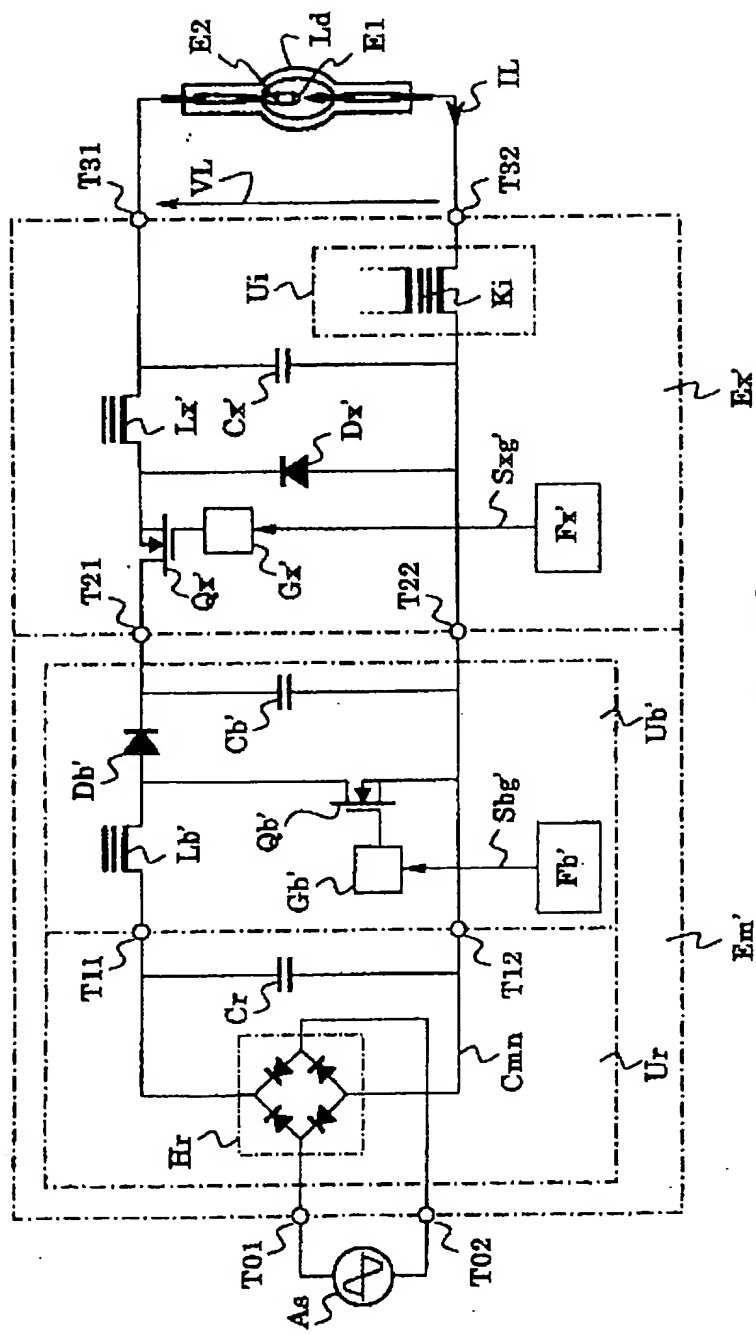 E2
Ld
E1
T31
VL
IL
T32
Ui
Ki
Lx'
Cx'
Dx'
Ex'
Qx'
Gx'
Sxg'
Fx'
T21
T22
Db'
Cb'
Ub'
Lb'
Qb'
Gb'
Sbg'
Fb'
Em'
T11
Cr
T12
Cmn
Ur
Hr
T01
T02
As